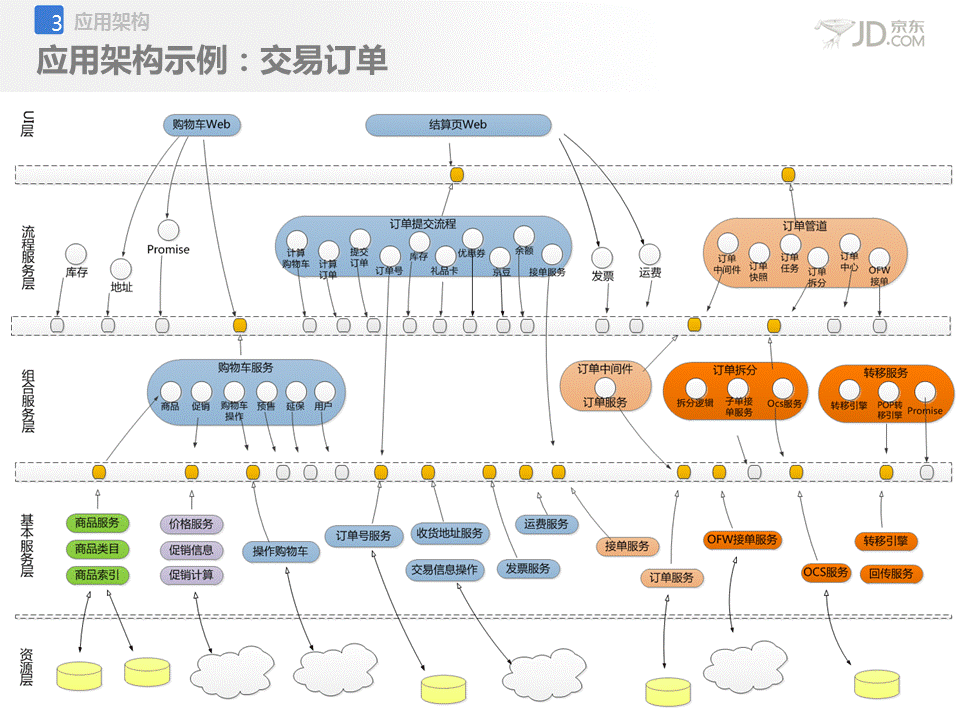 3 应用架构
应用架构示例：交易订单
JD 京东
.COM
UI层
购物车Web
结算页Web
流程服务层
库存
地址
Promise
订单提交流程
计算
购物车
计算
订单
提交
订单
订单号
库存
礼品卡
优惠券
京豆
余额
接单服务
发票
运费
订单管道
订单
中间件
订单
快照
订单
任务
订单
拆分
订单
中心
OFW
接单
组合服务层
购物车服务
商品
促销
购物车
操作
预售
延保
用户
订单中间件
订单服务
订单拆分
拆分逻辑
子单接
单服务
Ocs服务
转移服务
转移引擎
POP转
移引擎
Promise
基本服务层
商品服务
商品类目
商品索引
价格服务
促销信息
促销计算
操作购物车
订单号服务
收货地址服务
交易信息操作
运费服务
发票服务
接单服务
订单服务
OFW接单服务
OCS服务
转移引擎
回传服务
资源层